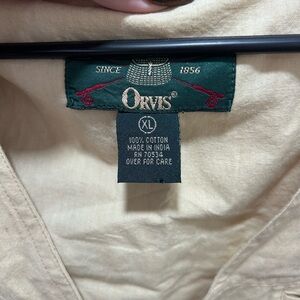 SINCE 1856
ORVIS®
XL
100% COTTON
MADE IN INDIA
RN 70534
OVER FOR CARE